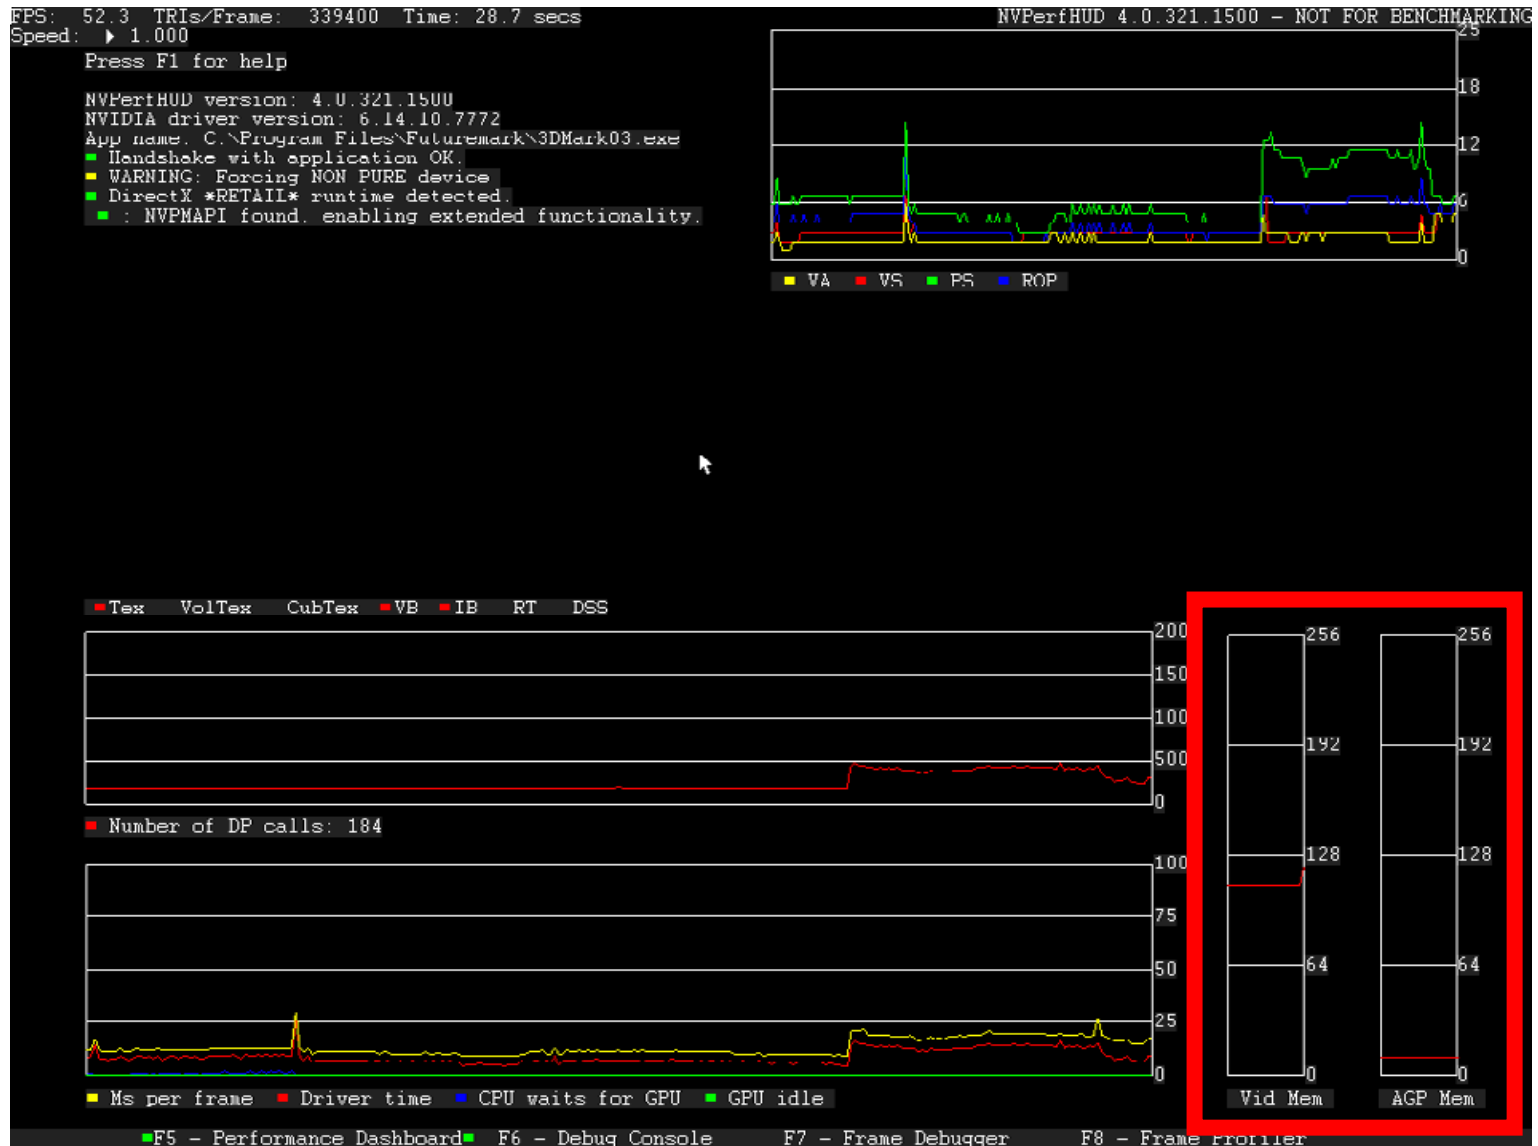 FPS: 52.3 TRIs/Frame: 339400 Time: 28.7 secs
NVPerfHUD 4.0.321.1500 - NOT FOR BENCHMARKING
Speed: 1.000
Press F1 for help
NVPerfHUD version: 4.0.321.1500
NVIDIA driver version: 6.14.10.7772
App name: C:\Program Files\Futuremark\3DMark03.exe
Handshake with application OK.
WARNING: Forcing NON PURE device
DirectX *RETAIL* runtime detected.
: NVPMAPI found. enabling extended functionality.
25
18
12
6
0
VA VS PS ROP
Tex VolTex CubTex VB IB RT DSS
200
150
100
500
0
Number of DP calls: 184
100
75
50
25
0
Ms per frame Driver time CPU waits for GPU GPU idle
256
192
128
64
0
Vid Mem
256
192
128
64
0
AGP Mem
F5 - Performance Dashboard F6 - Debug Console F7 - Frame Debugger F8 - Frame Profiler